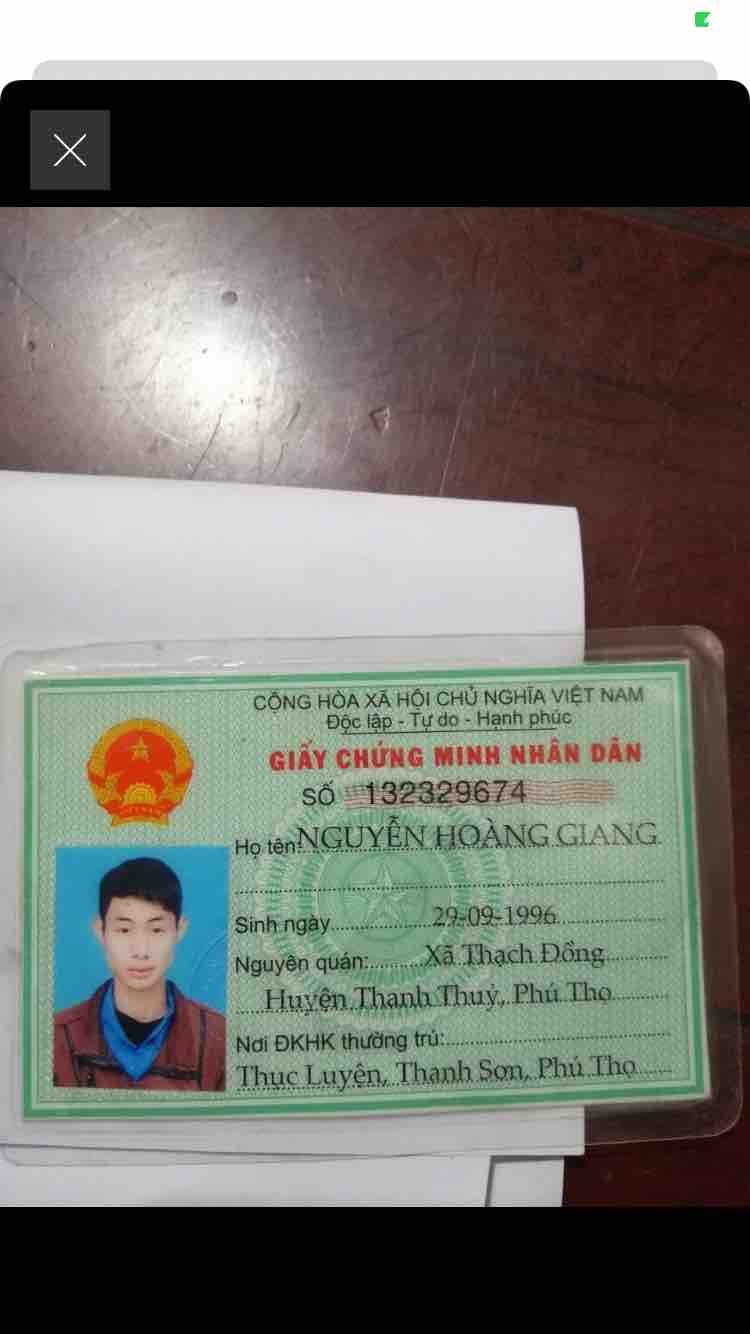 CỘNG HÒA XÃ HỘI CHỦ NGHĨA VIỆT NAM
Độc lập - Tự do - Hạnh phúc
GIẤY CHỨNG MINH NHÂN DÂN
SỐ 132329674
Họ tên: NGUYỄN HOÀNG GIANG
Sinh ngày 29-09-1996
Nguyên quán: Xã Thạch Đồng
Huyện Thanh Thuỷ, Phú Thọ
Nơi ĐKHK thường trú:
Thục Luyện, Thanh Sơn, Phú Thọ